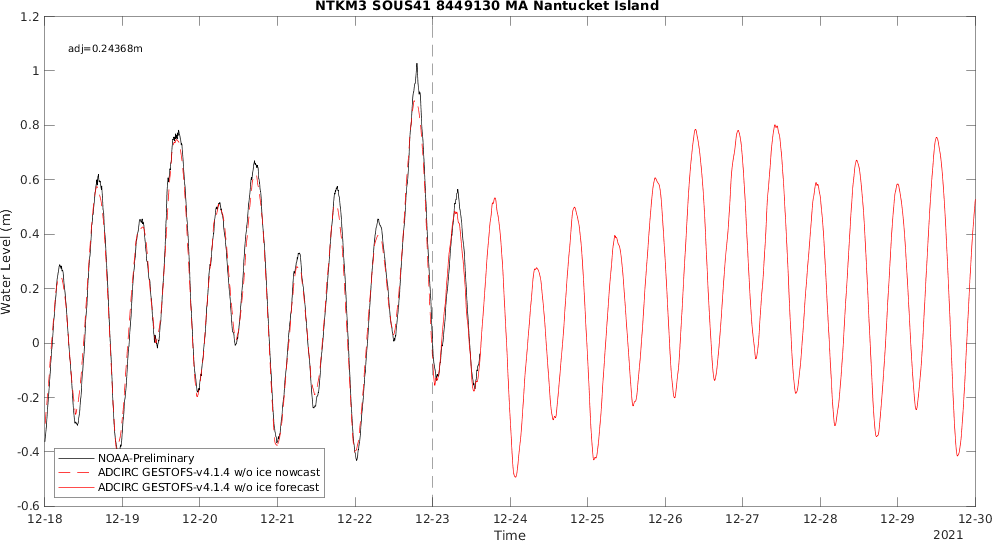 NTKM3 SOUS41 8449130 MA Nantucket Island
1.2
adj=0.24368m
1
0.8
0.6
0.4
0.2
0
-0.2
-0.4
-0.6
Water Level (m)
NOAA-Preliminary
ADCIRC GESTOFS-v4.1.4 w/o ice nowcast
ADCIRC GESTOFS-v4.1.4 w/o ice forecast
12-18 12-19 12-20 12-21 12-22 12-23 12-24 12-25 12-26 12-27 12-28 12-29 12-30
Time
2021